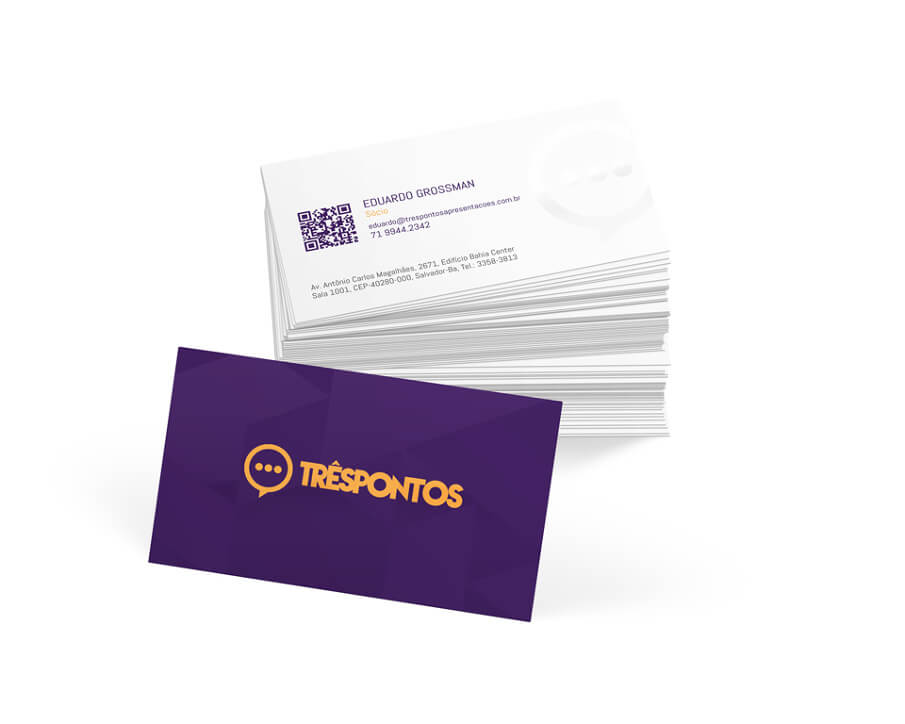 EDUARDO GROSSMAN
Sócio
eduardo@trespontosapresentacoes.com.br
71 9944.2342
Av. Antônio Carlos Magalhães, 2671, Edifício Bahia Center
Sala 1001, CEP-40280-000, Salvador-Ba, Tel.: 3358-3813
TRÊSPONTOS